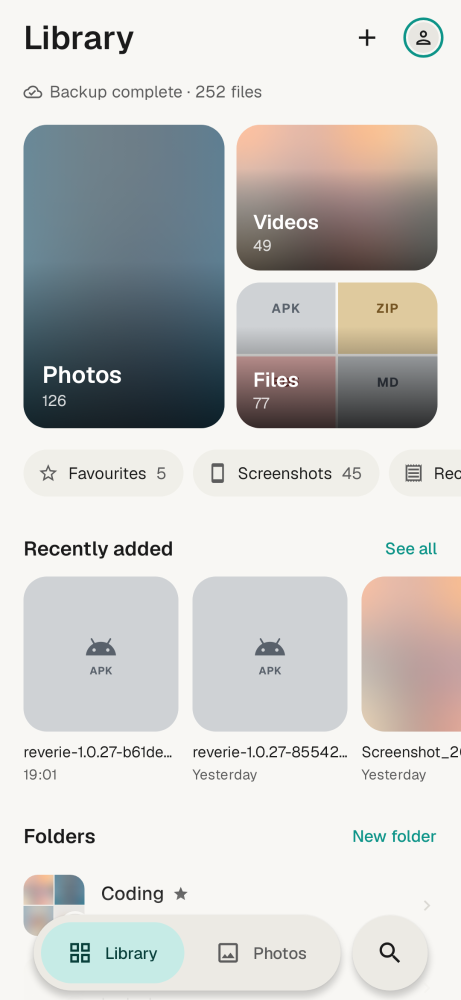 Library
Backup complete · 252 files
Videos
49
Photos
126
APK
ZIP
Files
77
MD
Favourites 5
Screenshots 45
Rec
Recently added
See all
APK
APK
reverie-1.0.27-b61de...
reverie-1.0.27-85542...
Screenshot_2
19:01
Yesterday
Yesterday
Folders
New folder
Coding
Library
Photos